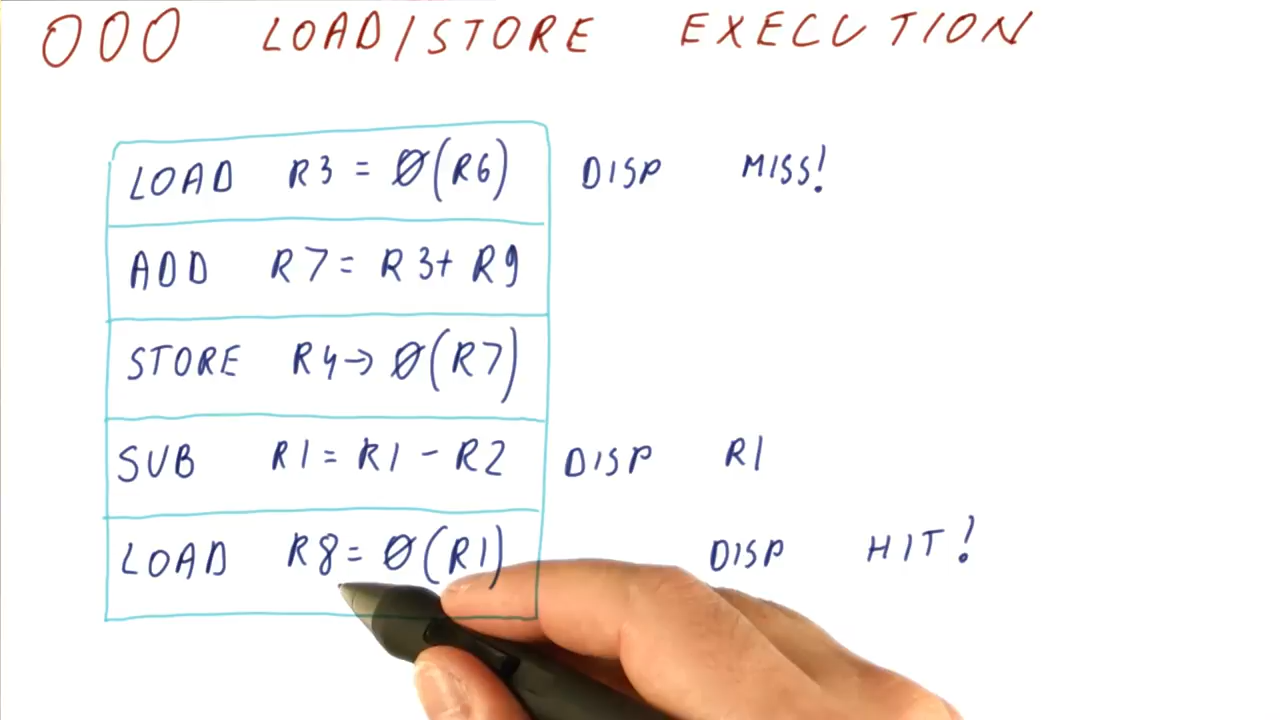 OOO LOAD/STORE EXECUTION
LOAD R3 = 0(R6) DISP MISS!
ADD R7 = R3+ R9
STORE R4→ 0(R7)
SUB R1 = R1 - R2 DISP R1
LOAD R8= 0(R1) DISP HIT!